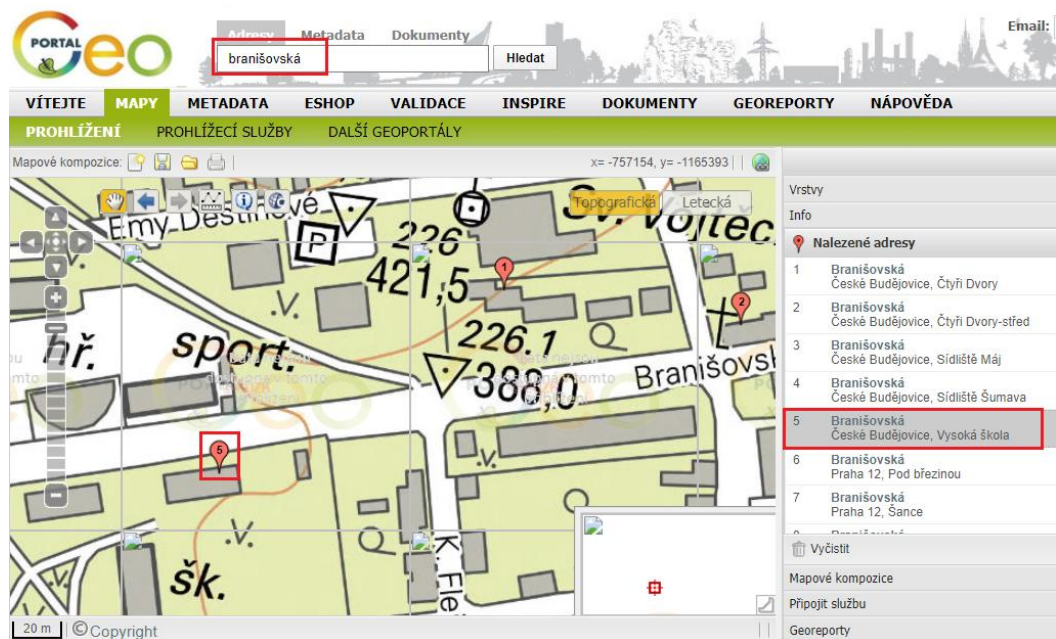 PORTAL
Geo
Adresy Metadata Dokumenty
branišovská
Hledat
Email:
VÍTEJTE MAPY METADATA ESHOP VALIDACE INSPIRE DOKUMENTY GEOREPORTY NÁPOVĚDA
PROHLÍŽENÍ PROHLÍŽECÍ SLUŽBY DALŠÍ GEOPORTÁLY
Mapové kompozice:
x= -757154, y= -1165393
Topografická Letecká
Emy Destinové
Sv. Vojtěc
P
226
421,5
1
2
226.1
388,0
hř.
sport.
Branišovsk
5
šk.
K. Fle
20 m
©Copyright
Vrstvy
Info
Nalezené adresy
1 Branišovská
České Budějovice, Čtyři Dvory
2 Branišovská
České Budějovice, Čtyři Dvory-střed
3 Branišovská
České Budějovice, Sídliště Máj
4 Branišovská
České Budějovice, Sídliště Šumava
5 Branišovská
České Budějovice, Vysoká škola
6 Branišovská
Praha 12, Pod březinou
7 Branišovská
Praha 12, Šance
Vyčistit
Mapové kompozice
Připojit službu
Georeporty